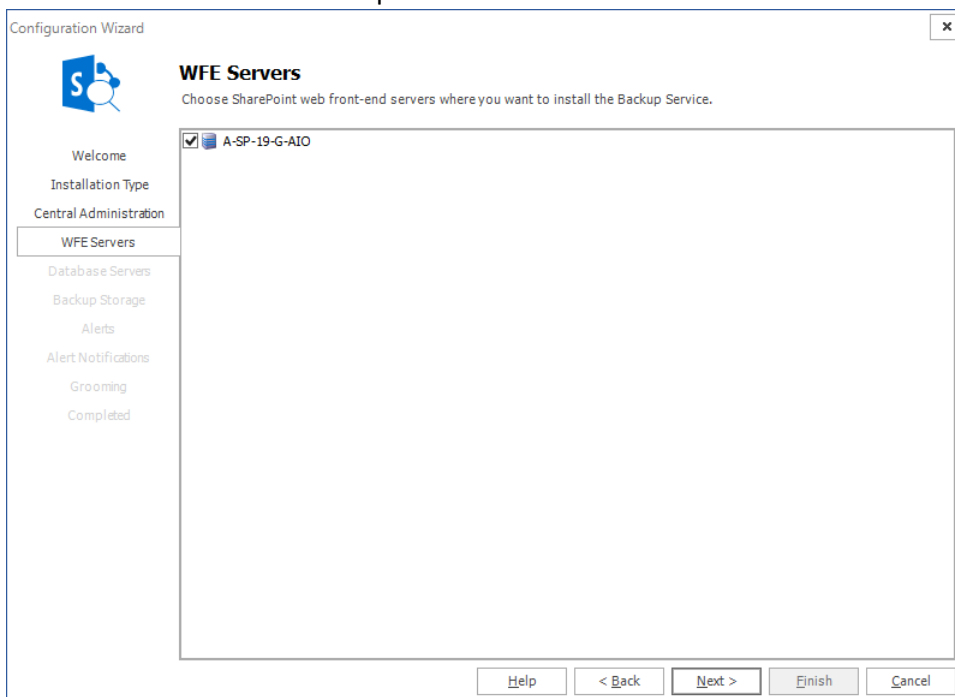 Configuration Wizard
WFE Servers
Choose SharePoint web front-end servers where you want to install the Backup Service.
A-SP-19-G-AIO
Welcome
Installation Type
Central Administration
WFE Servers
Database Servers
Backup Storage
Alerts
Alert Notifications
Grooming
Completed
Help
< Back
Next >
Finish
Cancel